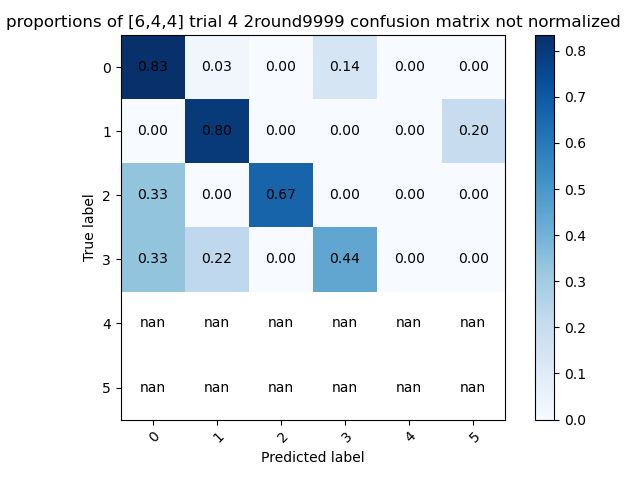 proportions of [6,4,4] trial 4 2round9999 confusion matrix not normalized
0 0.83 0.03 0.00 0.14 0.00 0.00
1 0.00 0.80 0.00 0.00 0.00 0.20
2 0.33 0.00 0.67 0.00 0.00 0.00
3 0.33 0.22 0.00 0.44 0.00 0.00
4 nan nan nan nan nan nan
5 nan nan nan nan nan nan
0 1 2 3 4 5
True label
Predicted label
0.8
0.7
0.6
0.5
0.4
0.3
0.2
0.1
0.0